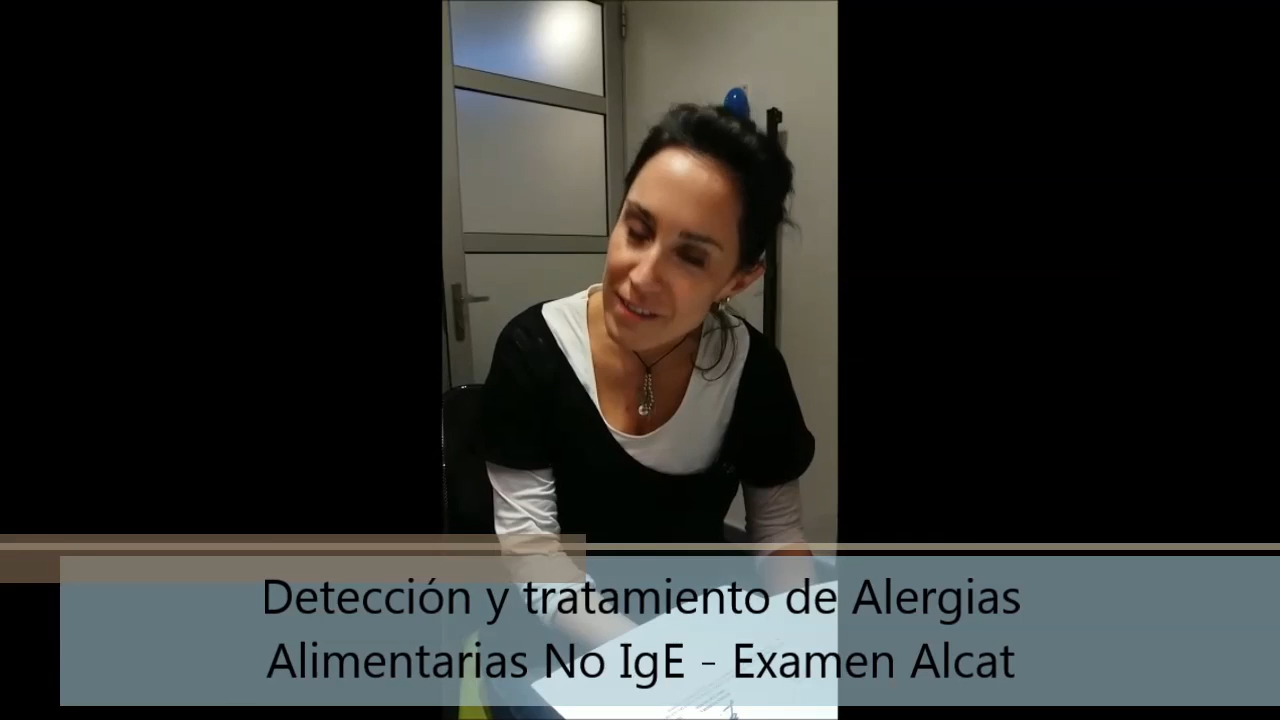 Detección y tratamiento de Alergias
Alimentarias No IgE - Examen Alcat